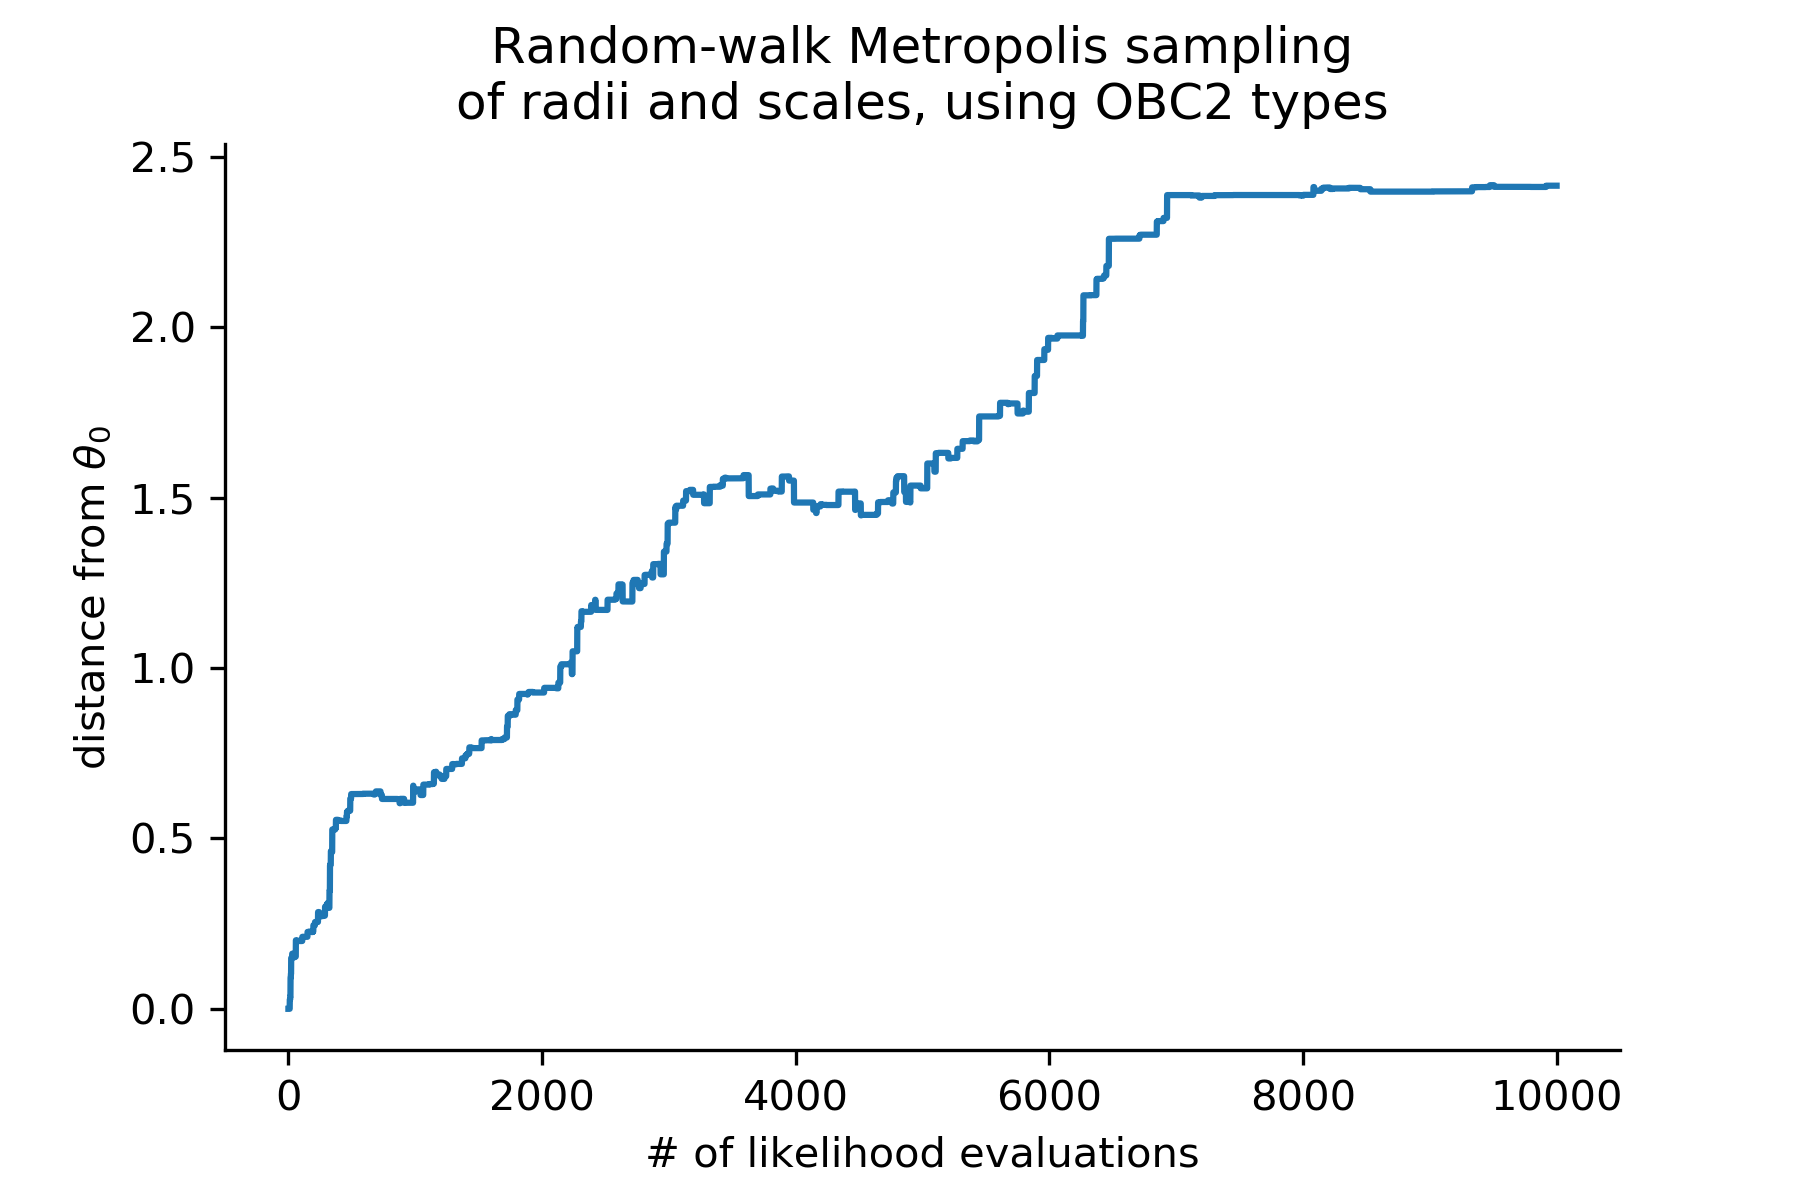 Random-walk Metropolis sampling
of radii and scales, using OBC2 types
2.5
2.0
1.5
1.0
0.5
0.0
distance from θ₀
0 2000 4000 6000 8000 10000
# of likelihood evaluations